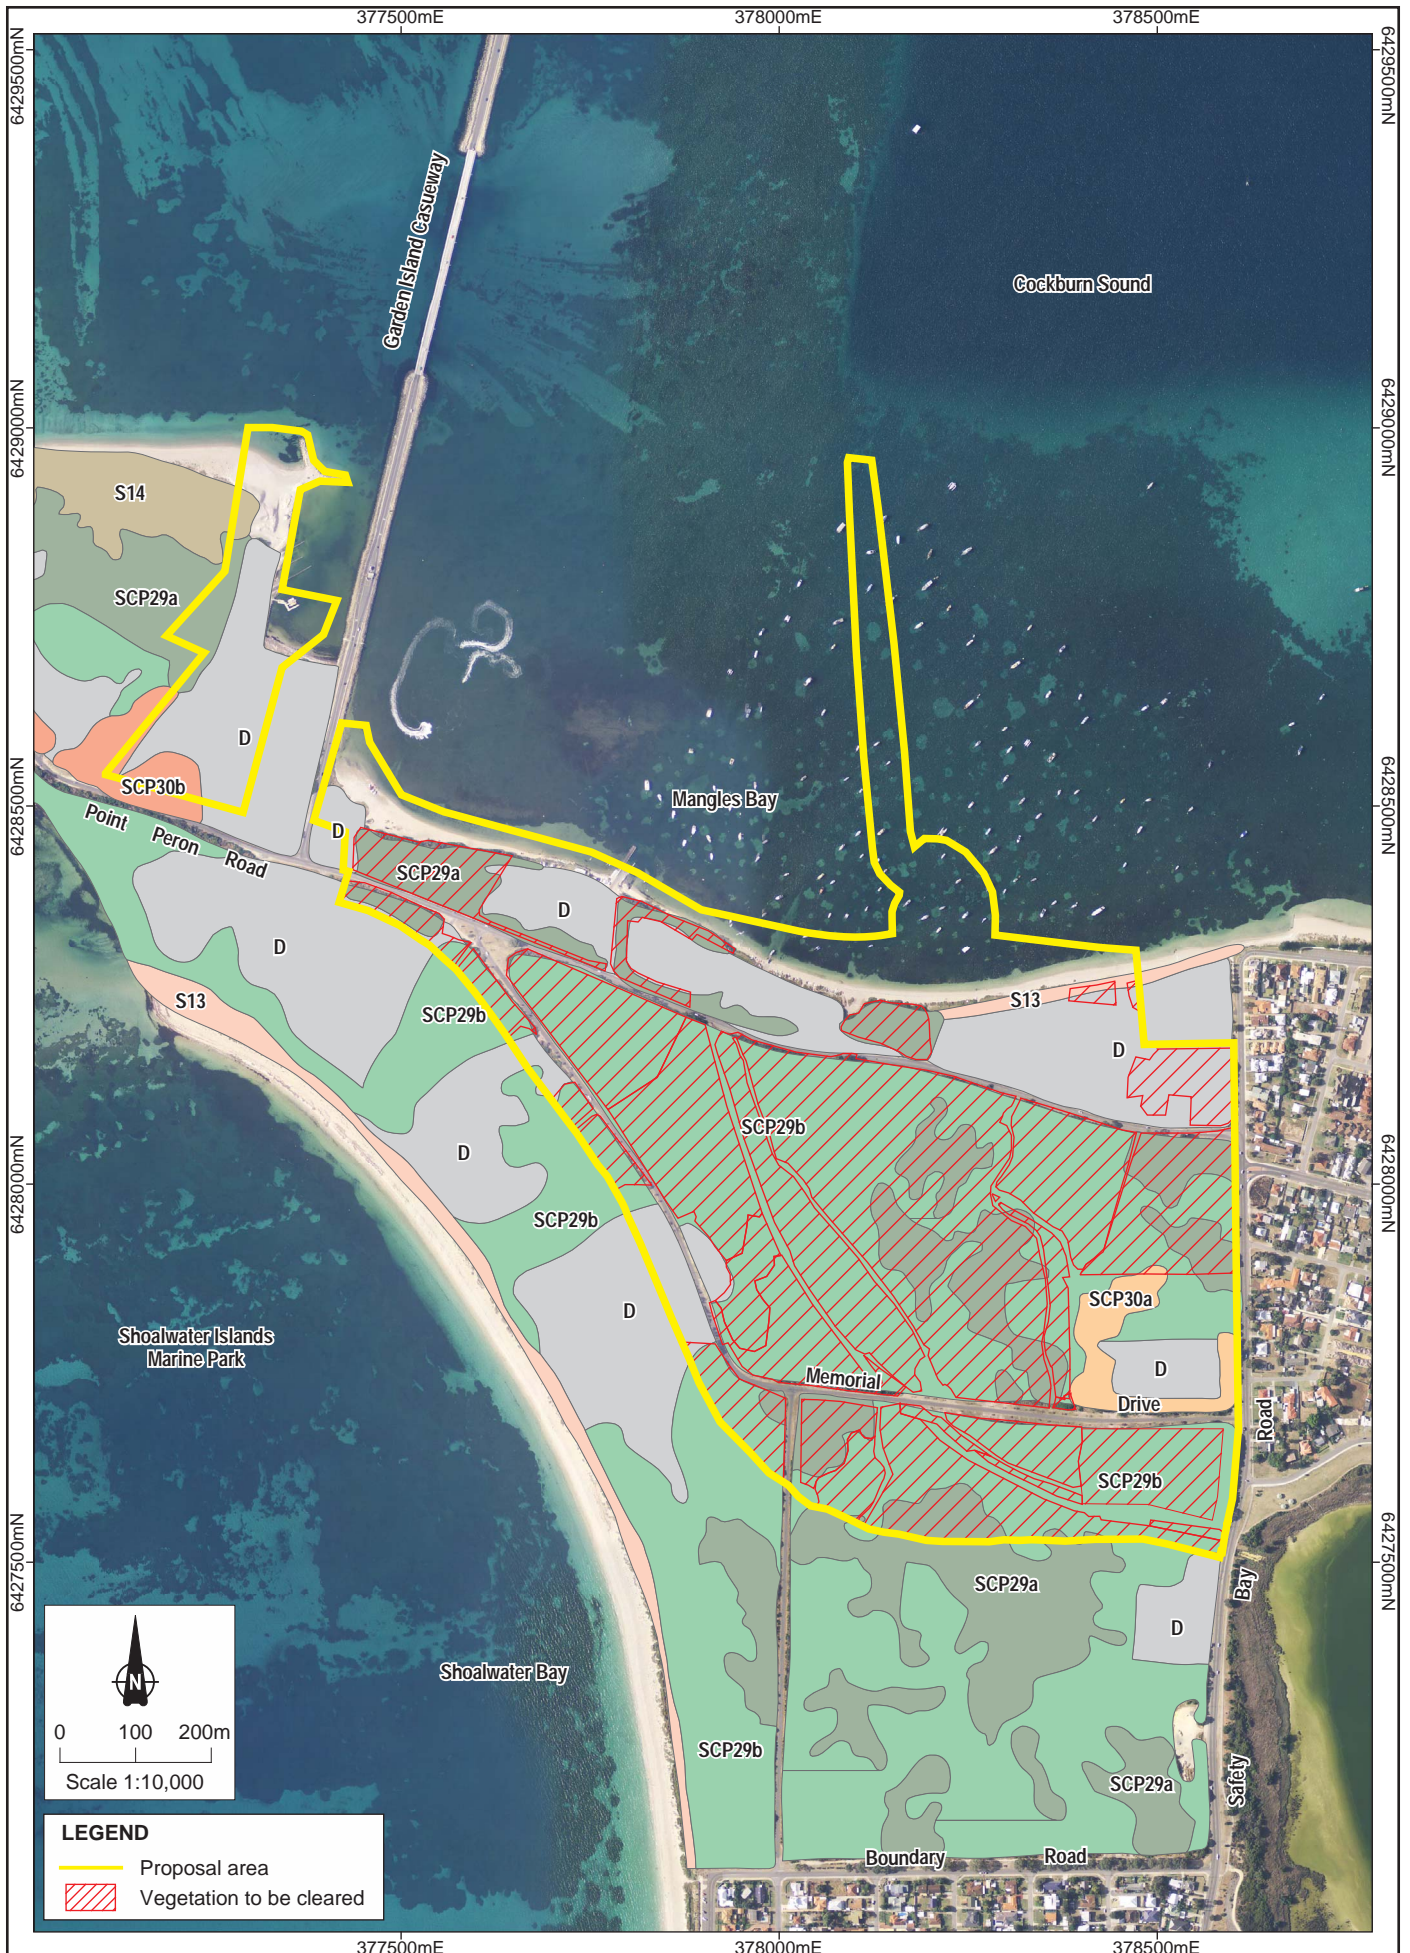 377500mE
378000mE
378500mE
6429500mN
6429500mN
Garden Island Casueway
Cockburn Sound
6429000mN
6429000mN
S14
SCP29a
D
SCP30b
Mangles Bay
6428500mN
6428500mN
Point Peron Road
D
SCP29a
D
D
S13
S13
SCP29b
D
SCP29b
D
6428000mN
6428000mN
SCP29b
SCP30a
D
Shoalwater Islands
Marine Park
D
Memorial
Drive
Road
SCP29b
6427500mN
6427500mN
SCP29a
Bay
D
N
Shoalwater Bay
0 100 200m
Scale 1:10,000
SCP29b
SCP29a
Safety
LEGEND
Proposal area
Vegetation to be cleared
Boundary Road
377500mE
378000mE
378500mE